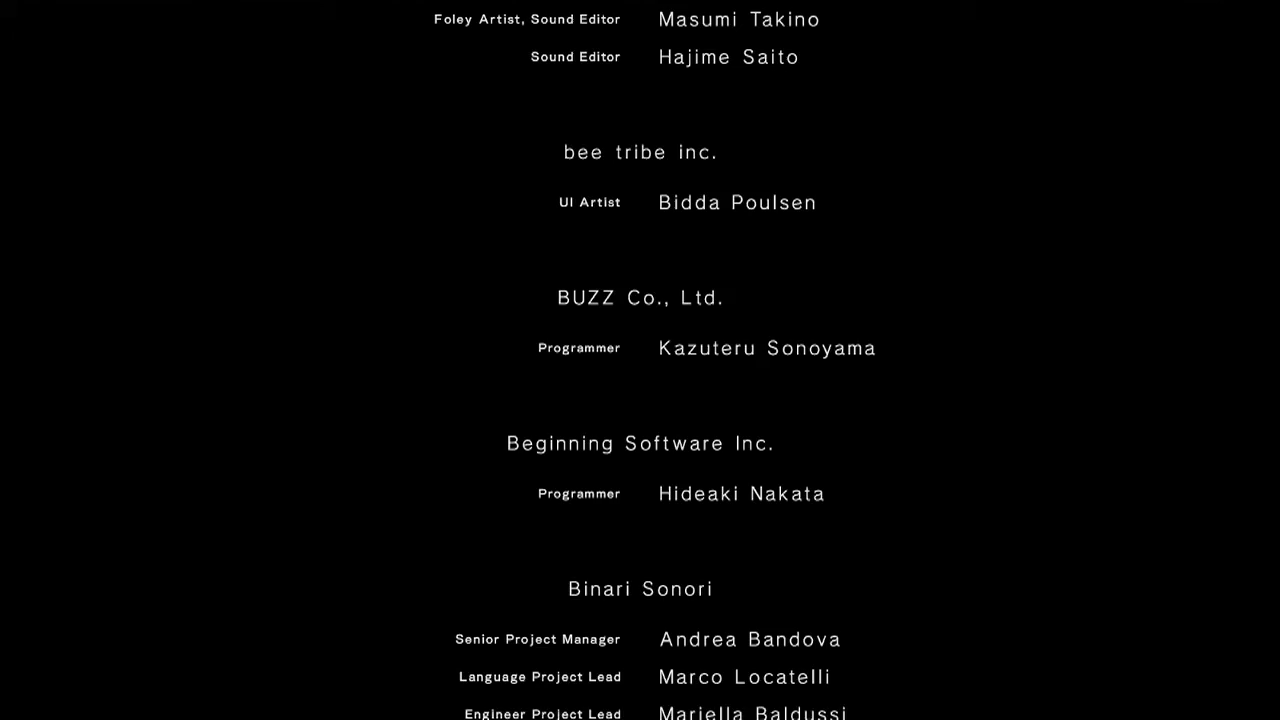 Foley Artist, Sound Editor Masumi Takino
Sound Editor Hajime Saito
bee tribe inc.
UI Artist Bidda Poulsen
BUZZ Co., Ltd.
Programmer Kazuteru Sonoyama
Beginning Software Inc.
Programmer Hideaki Nakata
Binari Sonori
Senior Project Manager Andrea Bandova
Language Project Lead Marco Locatelli
Engineer Project Lead Mariella Baldussi